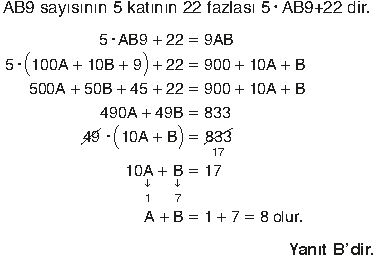 AB9 sayısının 5 katının 22 fazlası 5·AB9+22 dir.
5·AB9 + 22 = 9AB
5·(100A + 10B + 9) + 22 = 900 + 10A + B
500A + 50B + 45 + 22 = 900 + 10A + B
490A + 49B = 833
49·(10A + B) = 833
17
10A + B = 17
↓ ↓
1 7
A + B = 1 + 7 = 8 olur.
Yanıt B'dir.